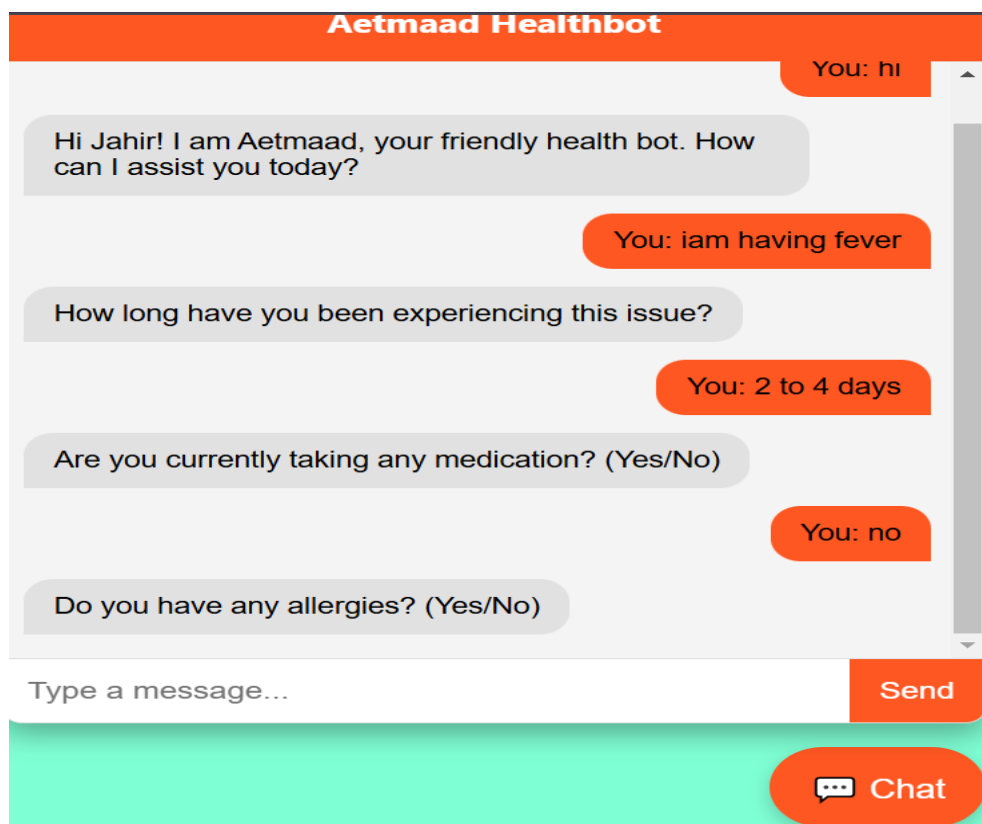 Aetmaad Healthbot
You: hi
Hi Jahir! I am Aetmaad, your friendly health bot. How
can I assist you today?
You: iam having fever
How long have you been experiencing this issue?
You: 2 to 4 days
Are you currently taking any medication? (Yes/No)
You: no
Do you have any allergies? (Yes/No)
Type a message...
Send
Chat